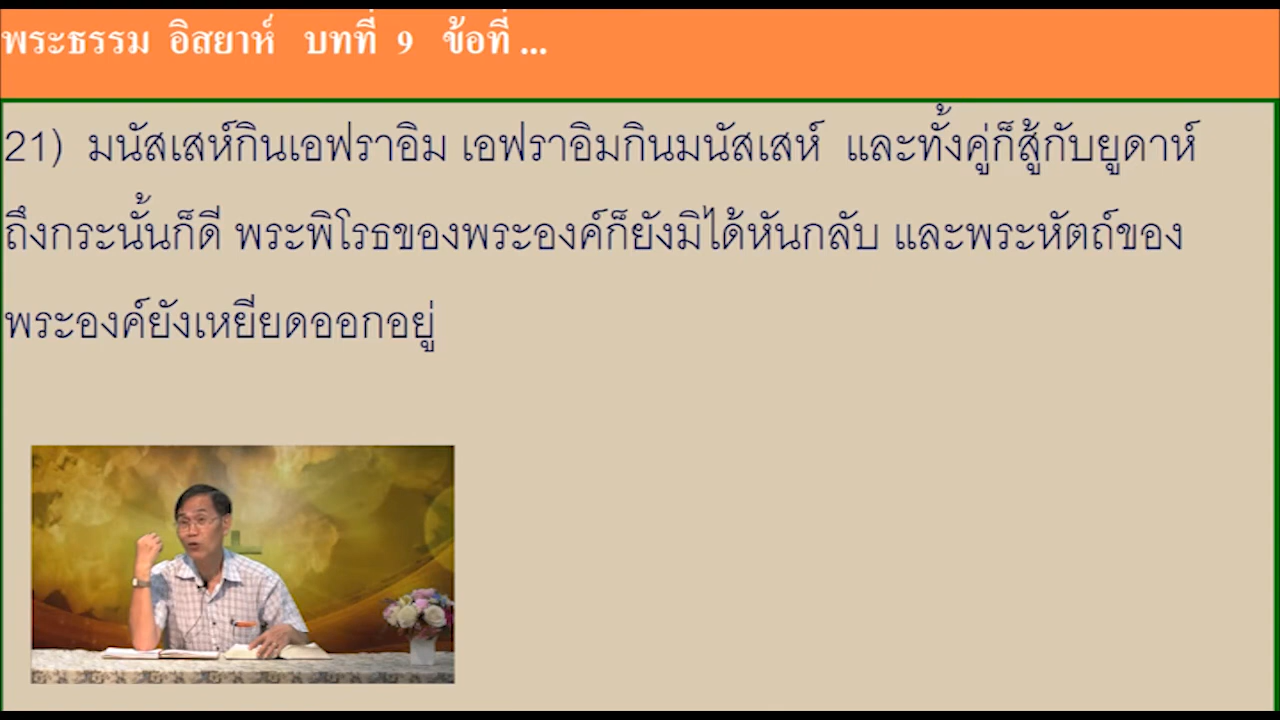 พระธรรม อิสยาห์ บทที่ 9 ข้อที่ ...
21) มนัสเสห์กินเอฟราอิม เอฟราอิมกินมนัสเสห์ และทั้งคู่ก็สู้กับยูดาห์
ถึงกระนั้นก็ดี พระพิโรธของพระองค์ก็ยังมิได้หันกลับ และพระหัตถ์ของ
พระองค์ยังเหยียดออกอยู่